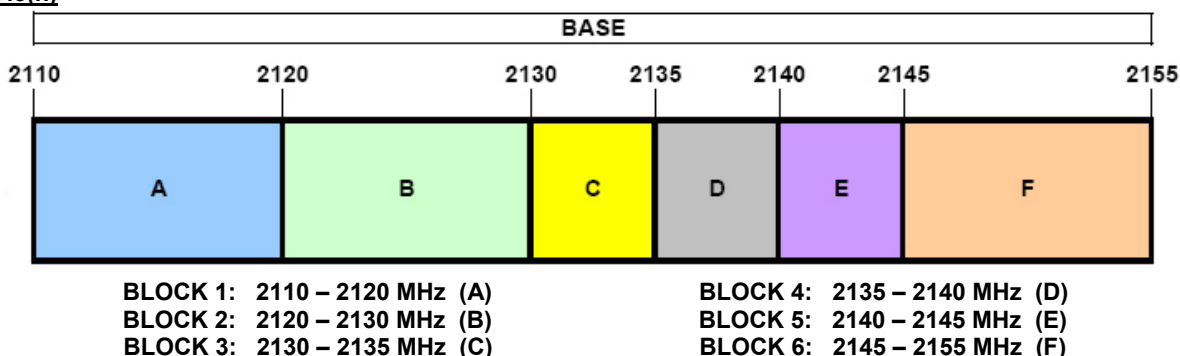 BASE
2110 2120 2130 2135 2140 2145 2155
A B C D E F
BLOCK 1: 2110 – 2120 MHz (A)
BLOCK 2: 2120 – 2130 MHz (B)
BLOCK 3: 2130 – 2135 MHz (C)
BLOCK 4: 2135 – 2140 MHz (D)
BLOCK 5: 2140 – 2145 MHz (E)
BLOCK 6: 2145 – 2155 MHz (F)